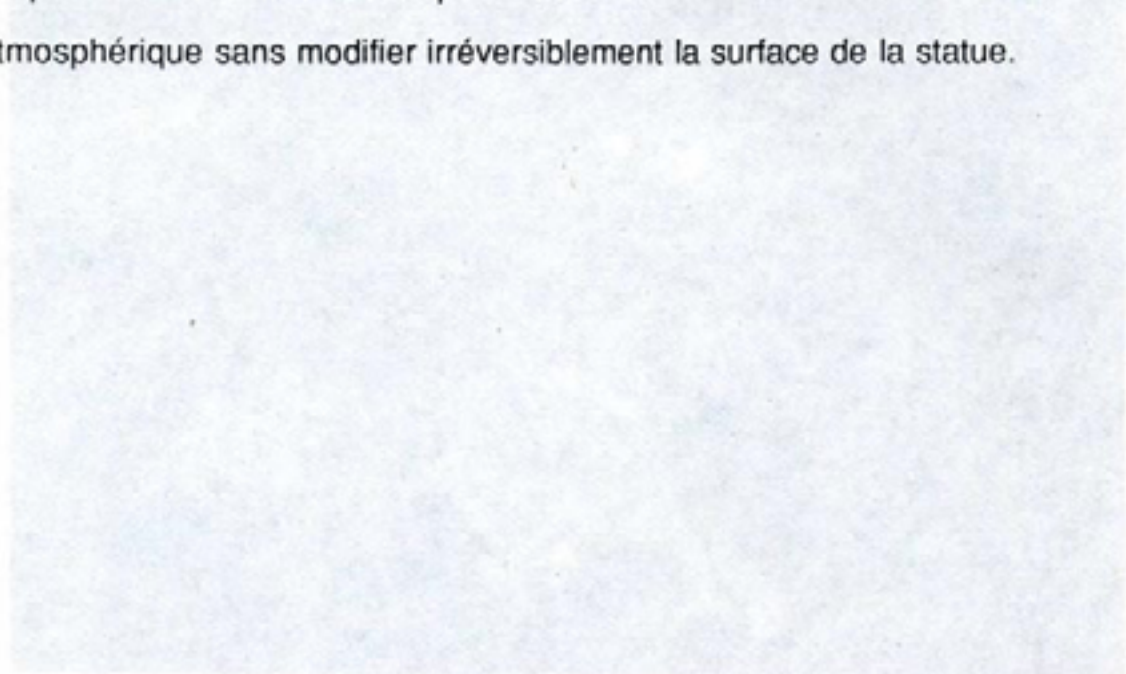 tmosphérique sans modifier irréversiblement la surface de la statue.